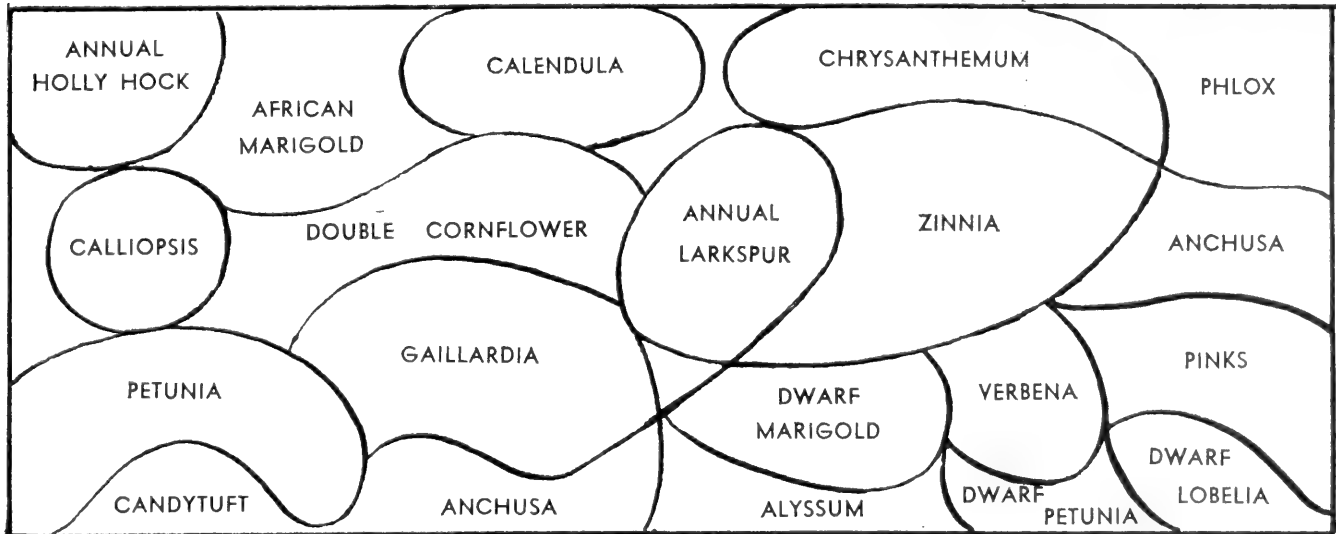 ANNUAL
HOLLY HOCK
AFRICAN
MARIGOLD
CALENDULA
CHRYSANTHEMUM
PHLOX
CALLIOPSIS
DOUBLE CORNFLOWER
ANNUAL
LARKSPUR
ZINNIA
ANCHUSA
PETUNIA
GAILLARDIA
DWARF
MARIGOLD
VERBENA
PINKS
CANDYTUFT
ANCHUSA
ALYSSUM
DWARF
PETUNIA
DWARF
LOBELIA